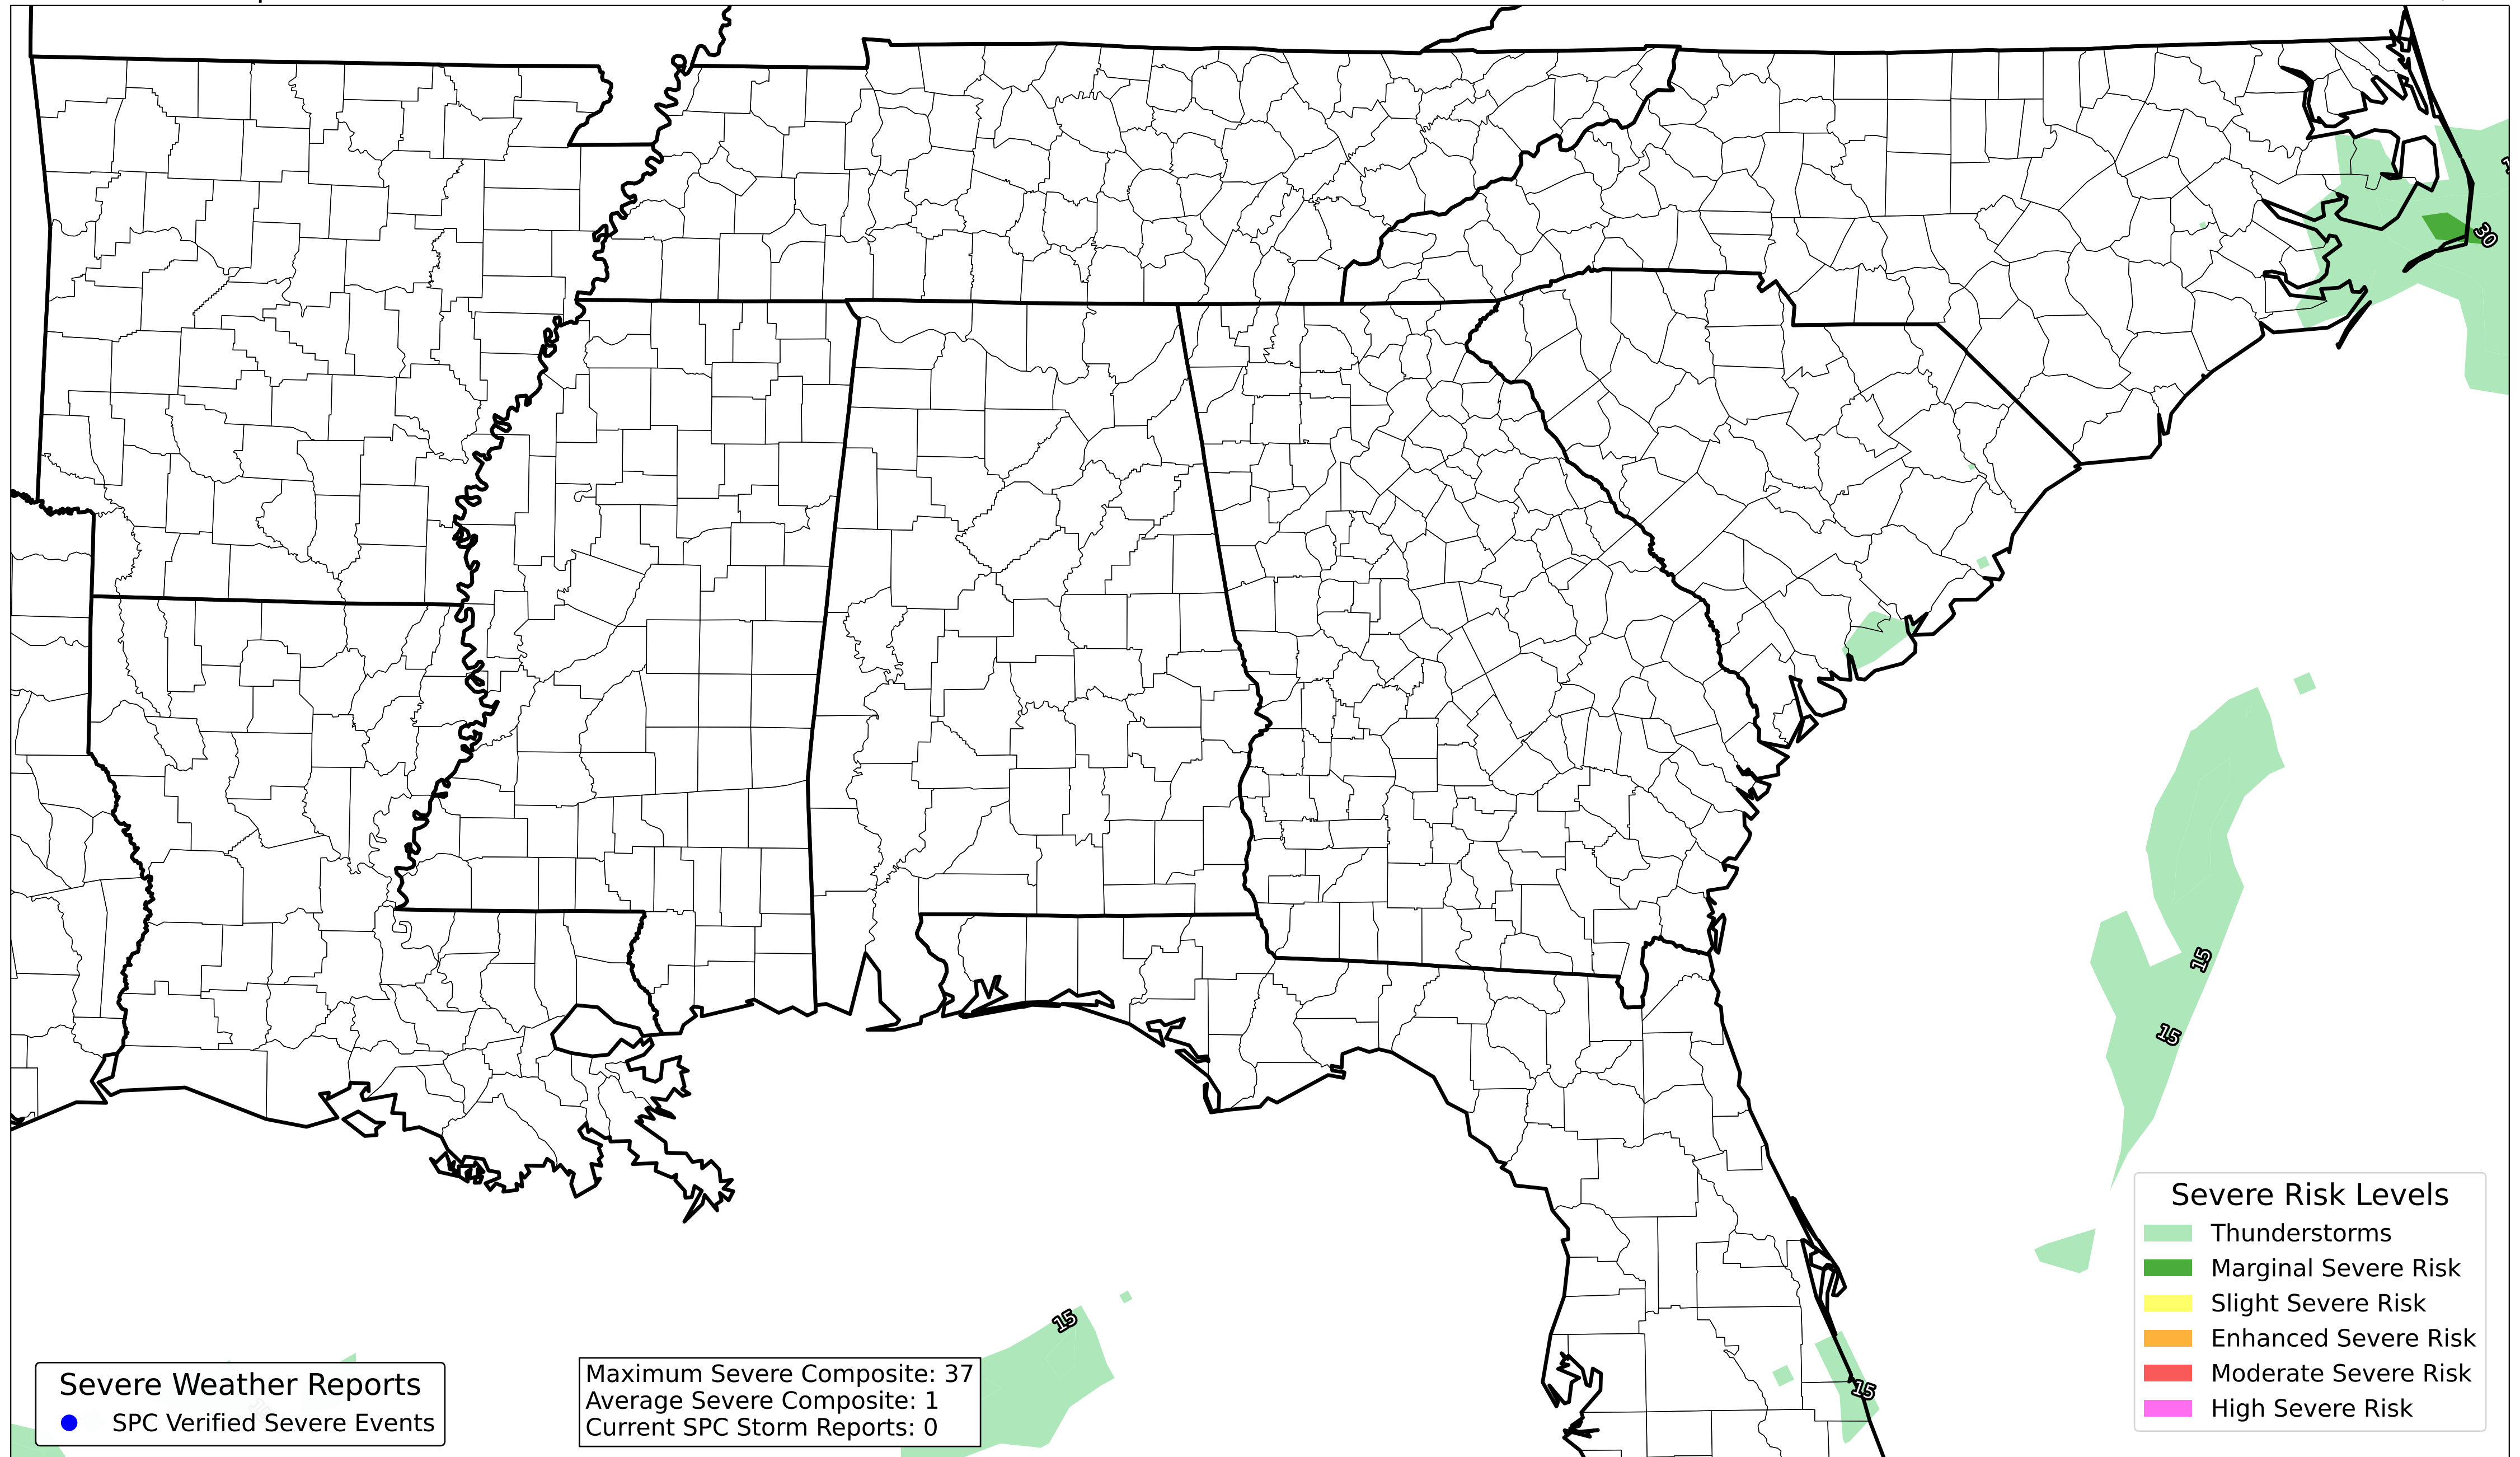 30
15
15
15
15
Severe Weather Reports
SPC Verified Severe Events
Maximum Severe Composite: 37
Average Severe Composite: 1
Current SPC Storm Reports: 0
Severe Risk Levels
Thunderstorms
Marginal Severe Risk
Slight Severe Risk
Enhanced Severe Risk
Moderate Severe Risk
High Severe Risk